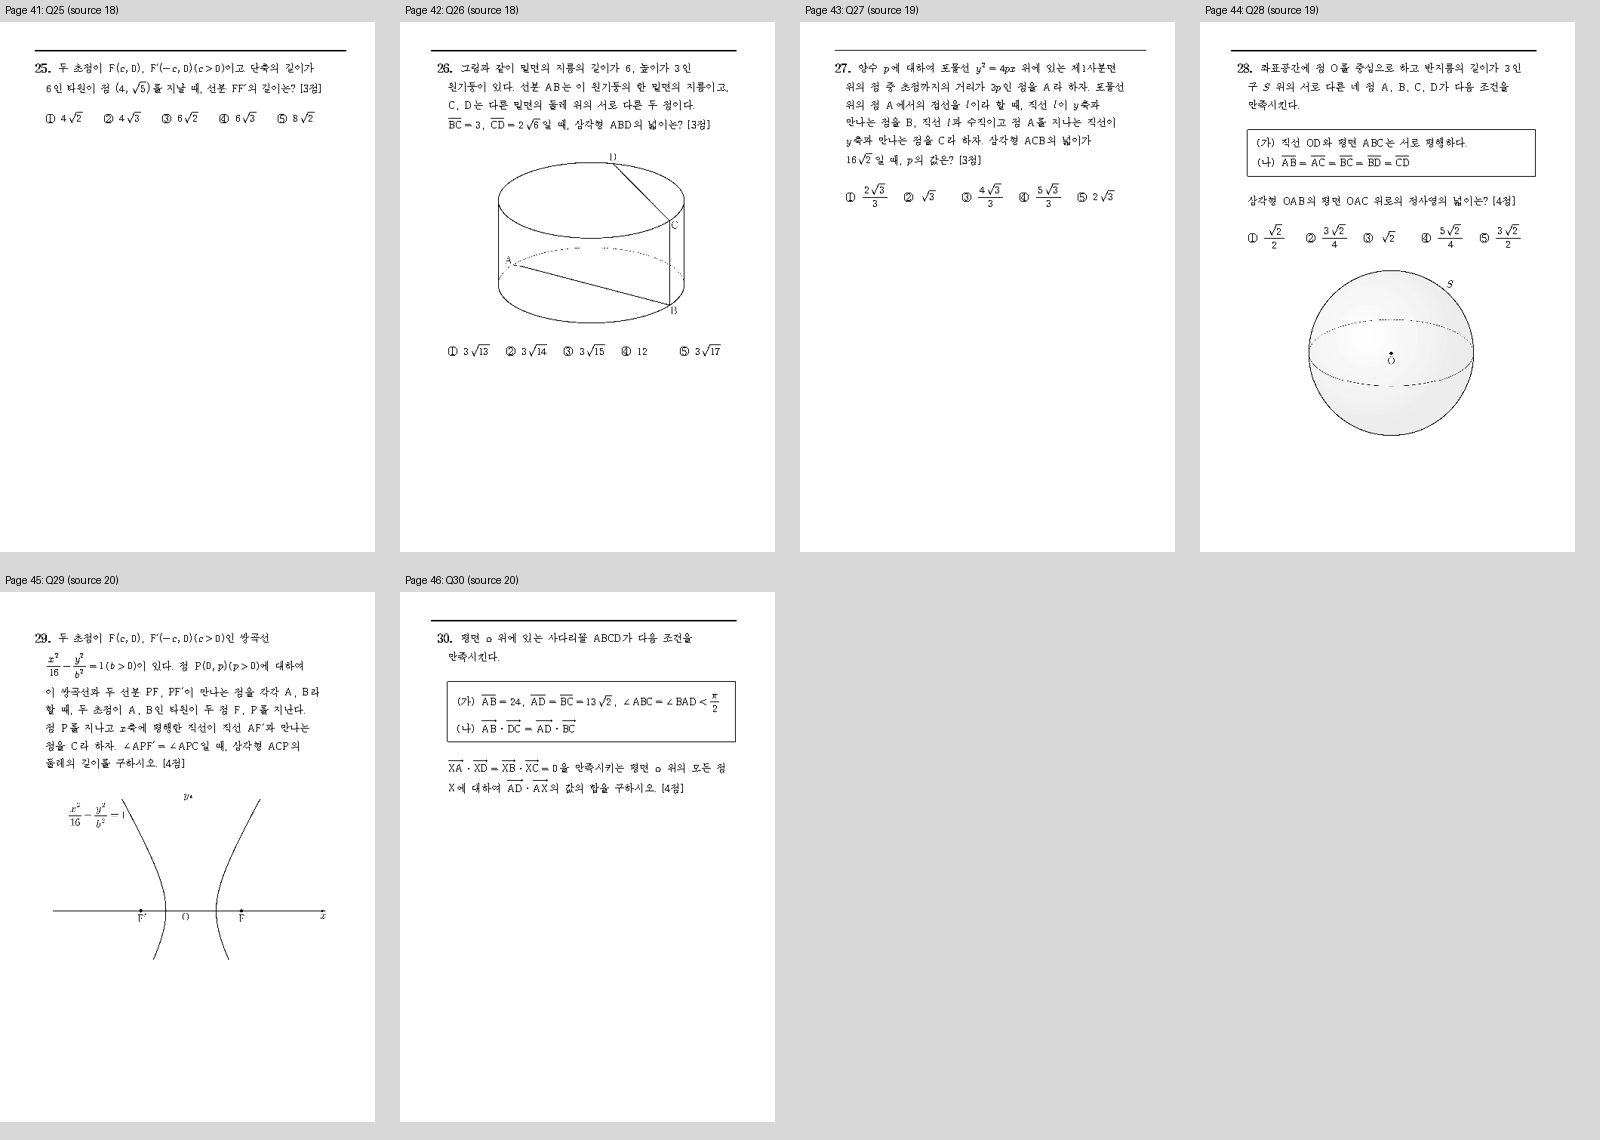 Page 41: Q25 (source 18)
25. 두 초점이 F(c, 0), F′(−c, 0)(c > 0)이고 단축의 길이가
6인 타원이 점 (4, √5)를 지날 때, 선분 FF′의 길이는? [3점]
① 4√2 ② 4√3 ③ 6√2 ④ 6√3 ⑤ 8√2
Page 42: Q26 (source 18)
26. 그림과 같이 밑면의 지름의 길이가 6, 높이가 3인
원기둥이 있다. 선분 AB는 이 원기둥의 한 밑면의 지름이고,
C, D는 다른 밑면의 둘레 위의 서로 다른 두 점이다.
BC = 3, CD = 2√6일 때, 삼각형 ABD의 넓이는? [3점]
D
C
A
B
① 3√13 ② 3√14 ③ 3√15 ④ 12 ⑤ 3√17
Page 43: Q27 (source 19)
27. 양수 p에 대하여 포물선 y² = 4px 위에 있는 제1사분면
위의 점 중 초점까지의 거리가 3p인 점을 A라 하자. 포물선
위의 점 A에서의 접선을 l이라 할 때, 직선 l이 y축과
만나는 점을 B, 직선 l과 수직이고 점 A를 지나는 직선이
y축과 만나는 점을 C라 하자. 삼각형 ACB의 넓이가
16√2일 때, p의 값은? [3점]
① 2√3/3 ② √3 ③ 4√3/3 ④ 5√3/3 ⑤ 2√3
Page 44: Q28 (source 19)
28. 좌표공간에 점 O를 중심으로 하고 반지름의 길이가 3인
구 S 위의 서로 다른 네 점 A, B, C, D가 다음 조건을
만족시킨다.
(가) 직선 OD와 평면 ABC는 서로 평행하다.
(나) AB = AC = BC = BD = CD
삼각형 OAB의 평면 OAC 위로의 정사영의 넓이는? [4점]
① √2/2 ② 3√2/4 ③ √2 ④ 5√2/4 ⑤ 3√2/2
S
O
Page 45: Q29 (source 20)
29. 두 초점이 F(c, 0), F′(−c, 0)(c > 0)인 쌍곡선
x²/16 − y²/b² = 1(b > 0)이 있다. 점 P(0, p)(p > 0)에 대하여
이 쌍곡선과 두 선분 PF, PF′이 만나는 점을 각각 A, B라
할 때, 두 초점이 A, B인 타원이 두 점 F, P를 지난다.
점 P를 지나고 x축에 평행한 직선이 직선 AF′과 만나는
점을 C라 하자. ∠APF′ = ∠APC일 때, 삼각형 ACP의
둘레의 길이를 구하시오. [4점]
y
x²/16 − y²/b² = 1
F′ O F x
Page 46: Q30 (source 20)
30. 평면 α 위에 있는 사다리꼴 ABCD가 다음 조건을
만족시킨다.
(가) AB = 24, AD = BC = 13√2, ∠ABC = ∠BAD < π/2
(나) AB · DC = AD · BC
XA · XD = XB · XC = 0을 만족시키는 평면 α 위의 모든 점
X에 대하여 AD · AX의 값의 합을 구하시오. [4점]